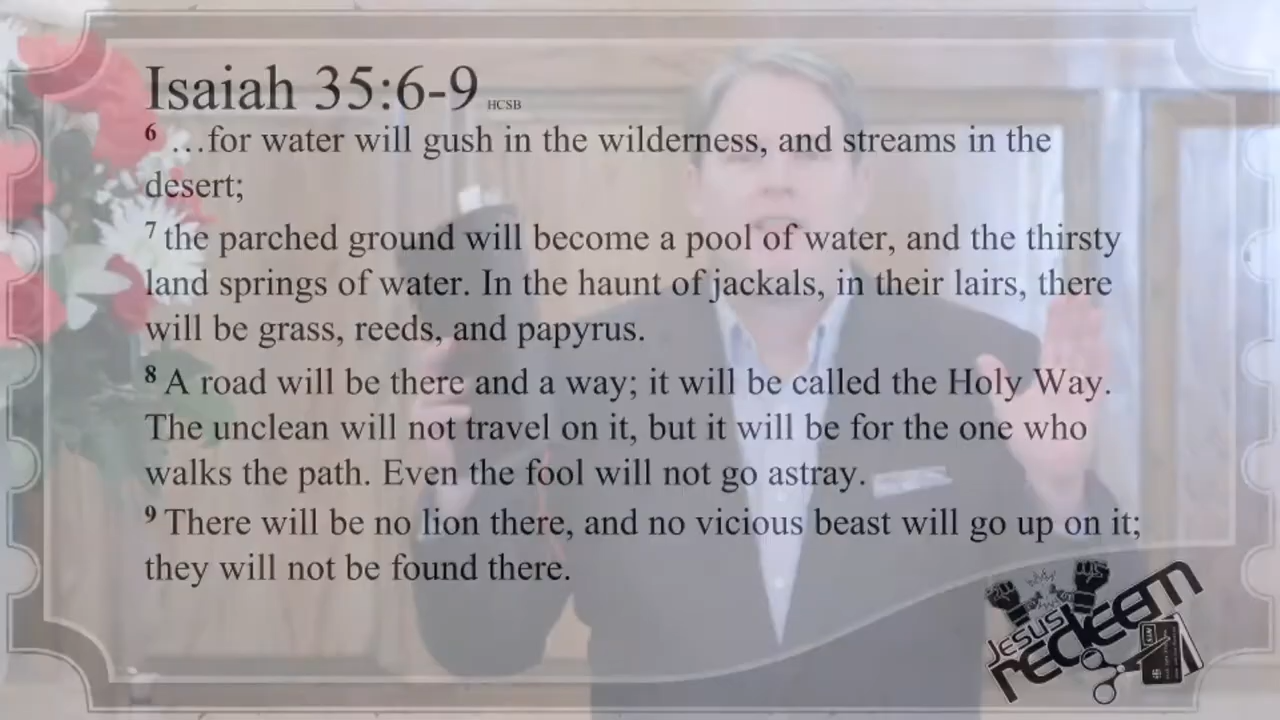 Isaiah 35:6-9 HCSB
6 …for water will gush in the wilderness, and streams in the
desert;
7 the parched ground will become a pool of water, and the thirsty
land springs of water. In the haunt of jackals, in their lairs, there
will be grass, reeds, and papyrus.
8 A road will be there and a way; it will be called the Holy Way.
The unclean will not travel on it, but it will be for the one who
walks the path. Even the fool will not go astray.
9 There will be no lion there, and no vicious beast will go up on it;
they will not be found there.
JESUS
redeem
redeem